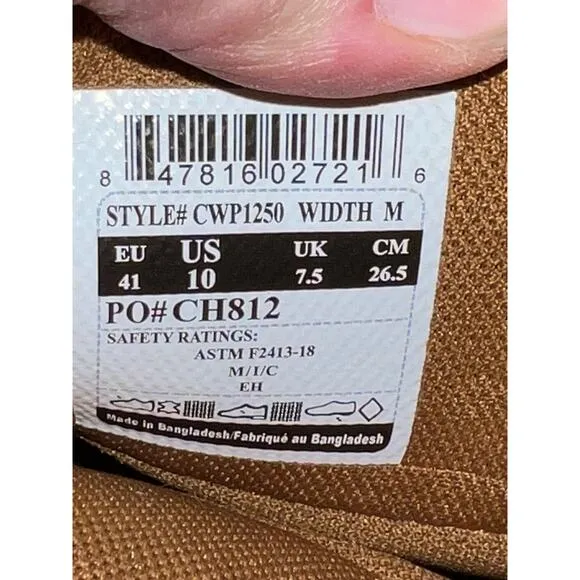 8 47816 02721 6
STYLE# CWP1250 WIDTH M
EU US UK CM
41 10 7.5 26.5
PO# CH812
SAFETY RATINGS:
ASTM F2413-18
M/I/C
EH
Made in Bangladesh/Fabriqué au Bangladesh